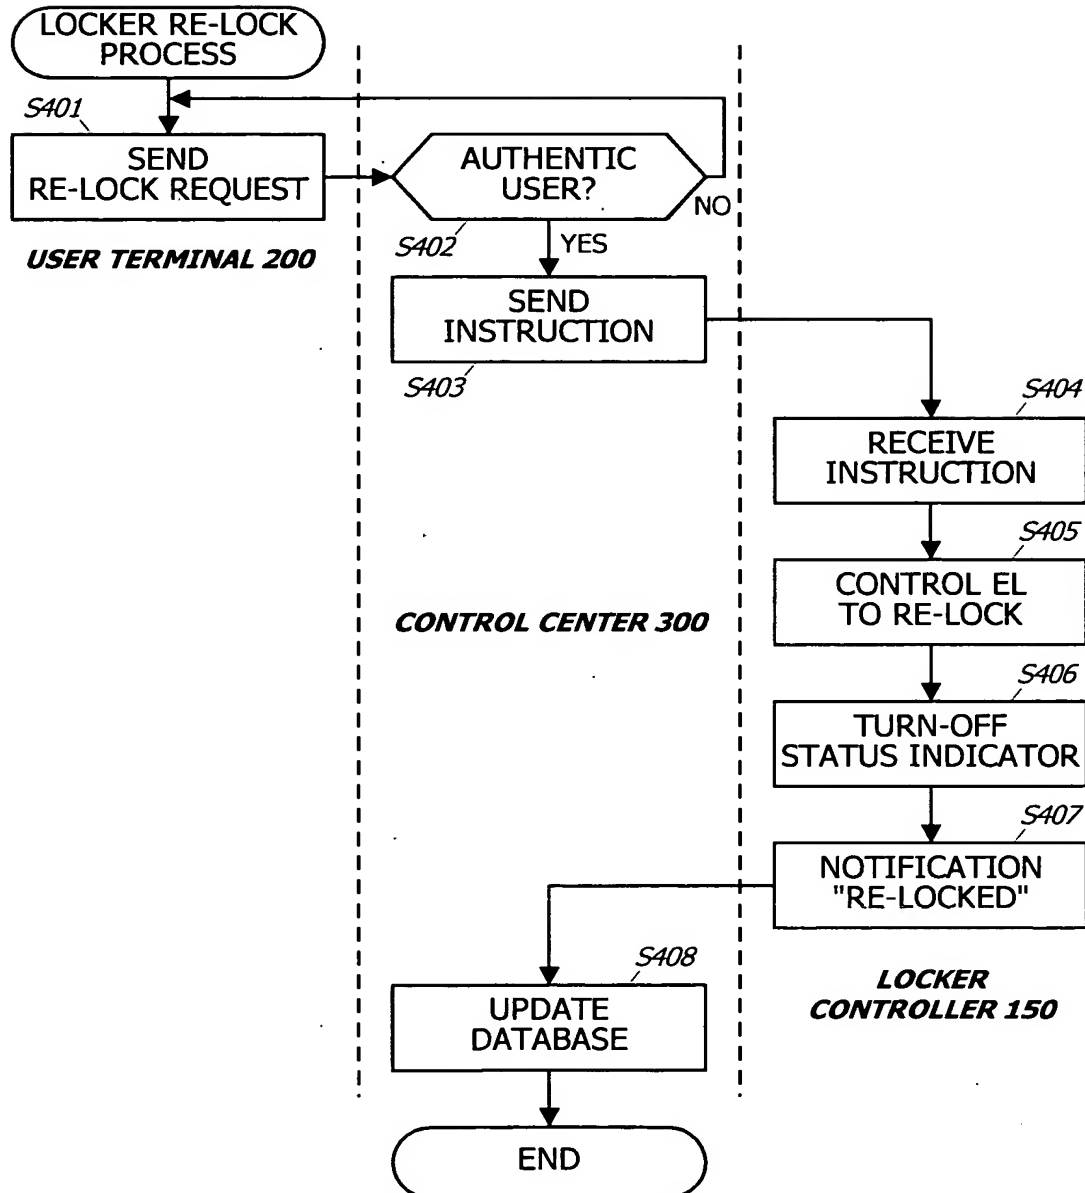 LOCKER RE-LOCK
PROCESS
S401
SEND
RE-LOCK REQUEST
USER TERMINAL 200
AUTHENTIC
USER?
NO
S402
YES
SEND
INSTRUCTION
S403
S404
RECEIVE
INSTRUCTION
S405
CONTROL EL
TO RE-LOCK
CONTROL CENTER 300
S406
TURN-OFF
STATUS INDICATOR
S407
NOTIFICATION
"RE-LOCKED"
LOCKER
CONTROLLER 150
S408
UPDATE
DATABASE
END